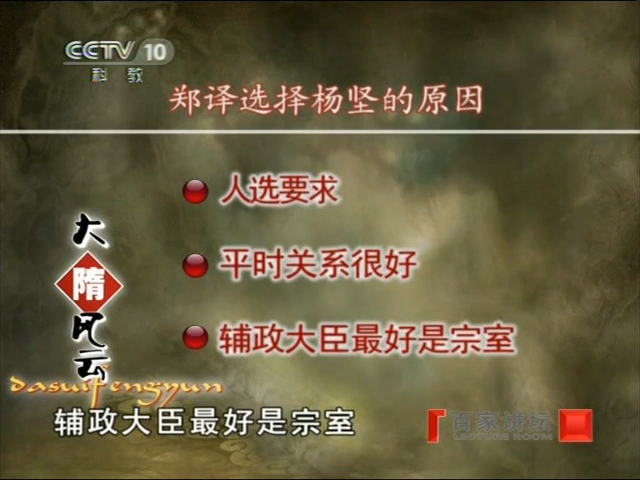 CCTV 10
科教
郑译选择杨坚的原因
人选要求
平时关系很好
辅政大臣最好是宗室
大隋风云
dasuifengyun
辅政大臣最好是宗室
百家讲坛
LECTURE ROOM